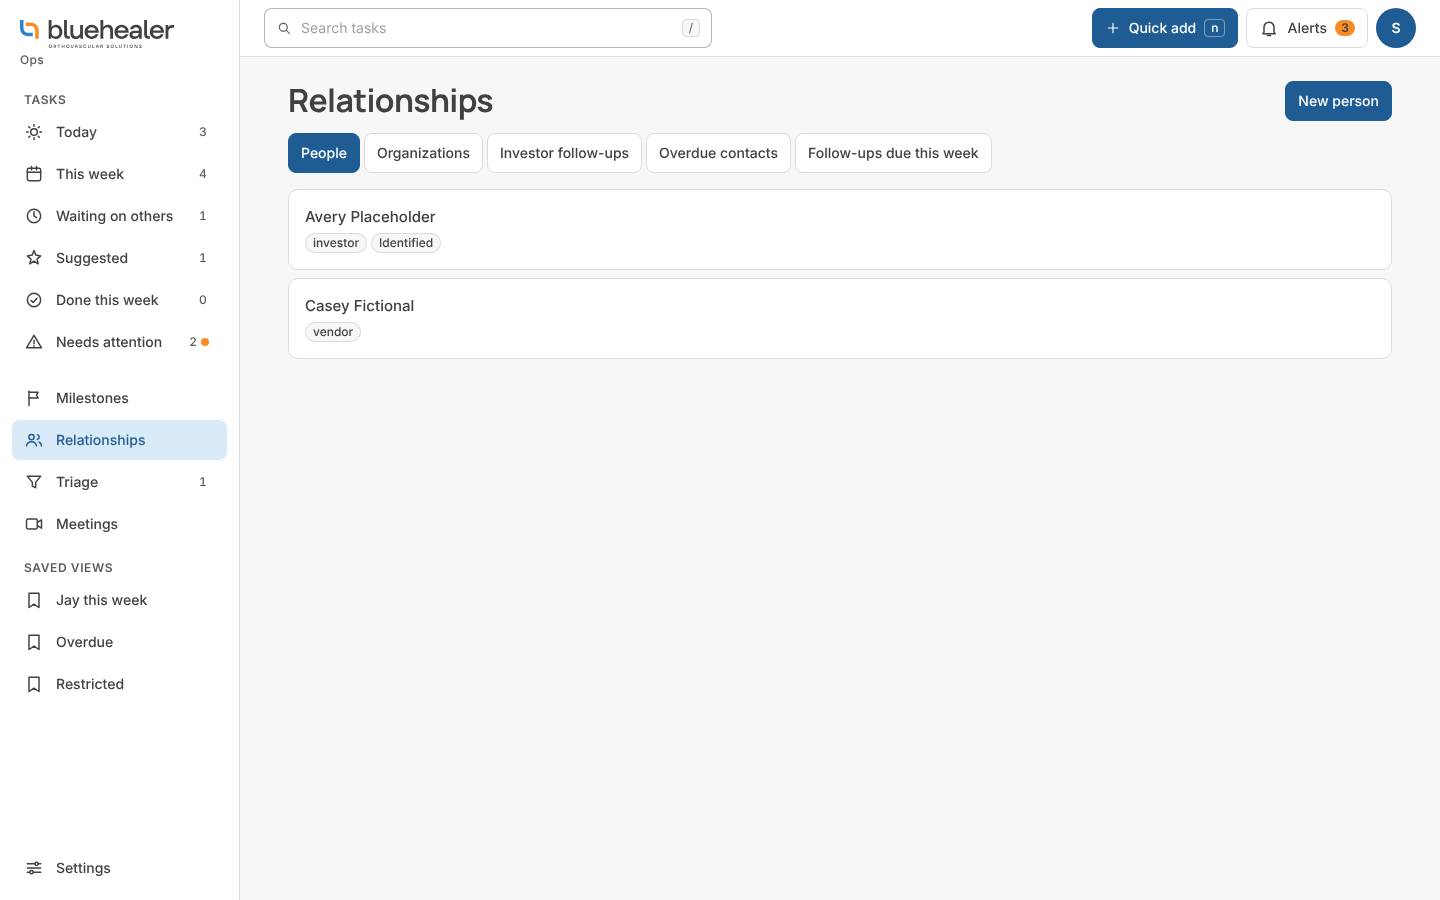 bluehealer
ORTHOVASCULAR SOLUTIONS
Ops
TASKS
Today 3
This week 4
Waiting on others 1
Suggested 1
Done this week 0
Needs attention 2
Milestones
Relationships
Triage 1
Meetings
SAVED VIEWS
Jay this week
Overdue
Restricted
Settings
Search tasks /
+ Quick add n
Alerts 3
S
Relationships
New person
People
Organizations
Investor follow-ups
Overdue contacts
Follow-ups due this week
Avery Placeholder
investor Identified
Casey Fictional
vendor